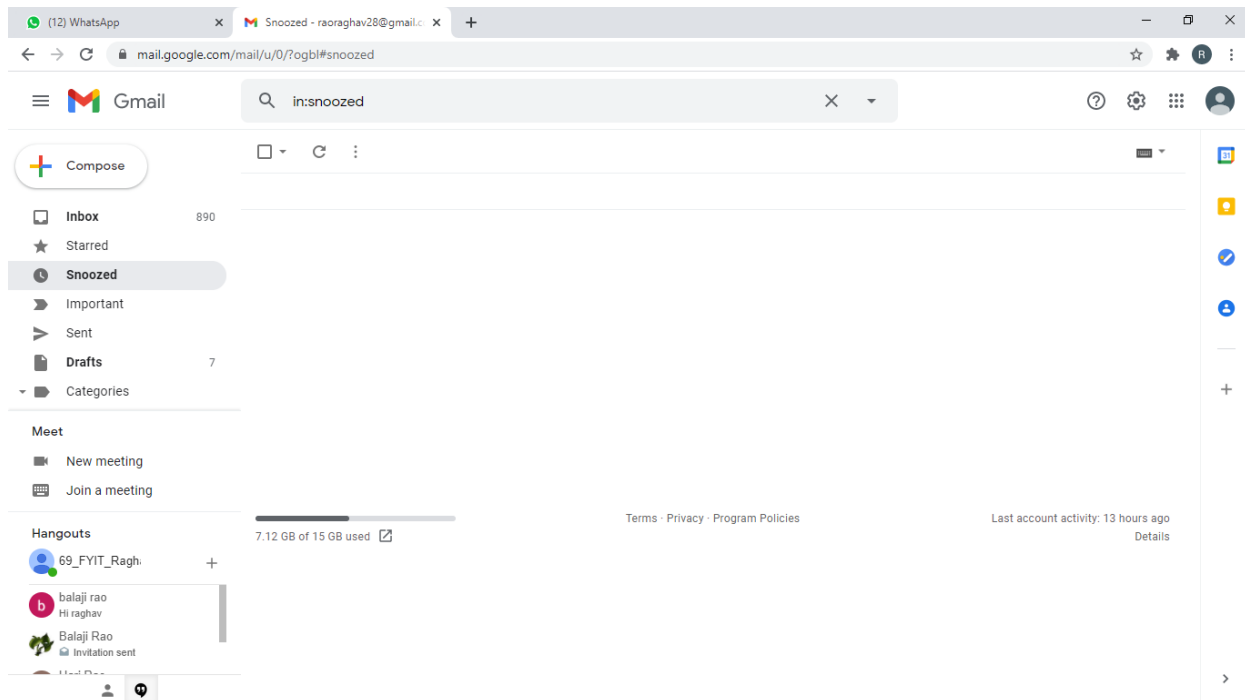 (12) WhatsApp
Snoozed - raoraghav28@gmail.c
mail.google.com/mail/u/0/?ogbl#snoozed
R
Gmail
in:snoozed
Compose
31
Inbox 890
Starred
Snoozed
Important
Sent
Drafts 7
Categories
Meet
New meeting
Join a meeting
Hangouts
69_FYIT_Ragh
b
balaji rao
Hi raghav
Balaji Rao
Invitation sent
7.12 GB of 15 GB used
Terms · Privacy · Program Policies
Last account activity: 13 hours ago
Details